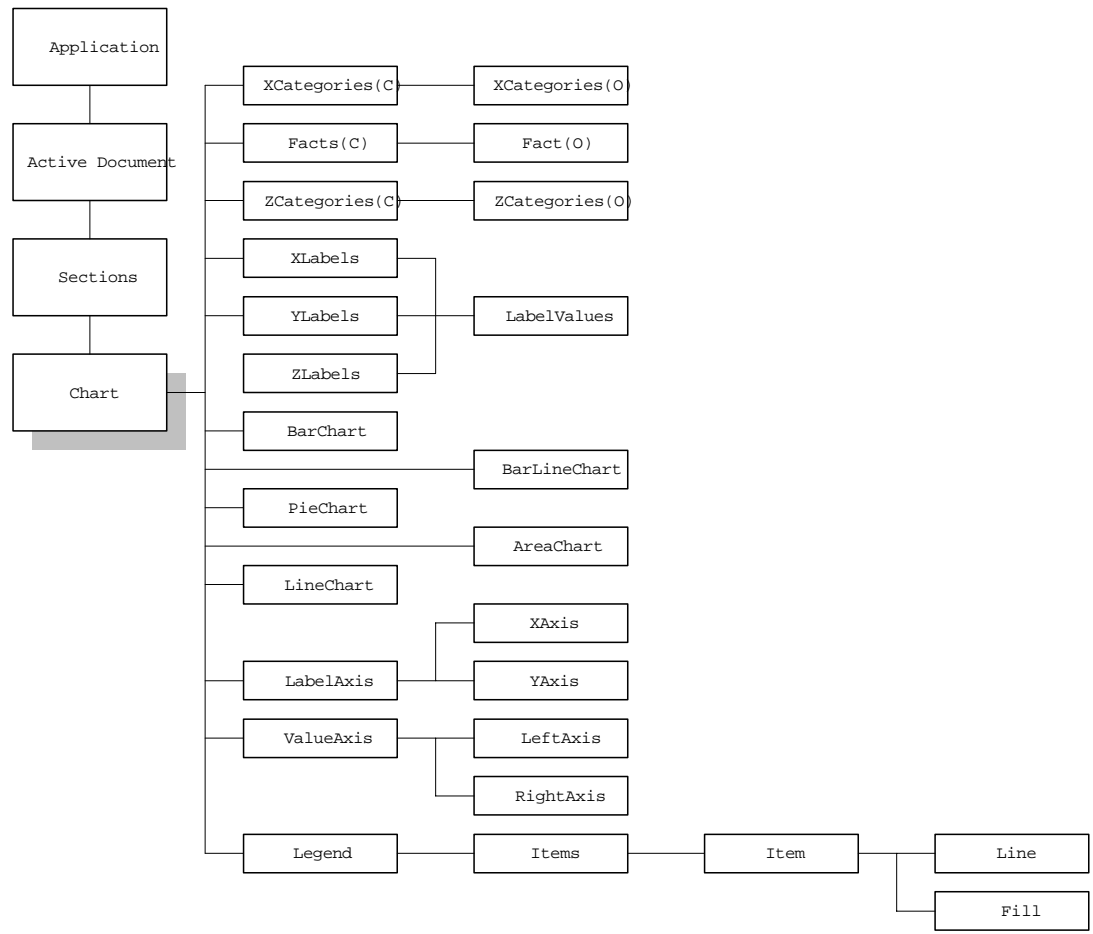 Application
XCategories(C)
XCategories(O)
Facts(C)
Fact(O)
Active Document
ZCategories(C)
ZCategories(O)
XLabels
Sections
YLabels
LabelValues
ZLabels
Chart
BarChart
BarLineChart
PieChart
AreaChart
LineChart
XAxis
LabelAxis
YAxis
ValueAxis
LeftAxis
RightAxis
Legend
Items
Item
Line
Fill